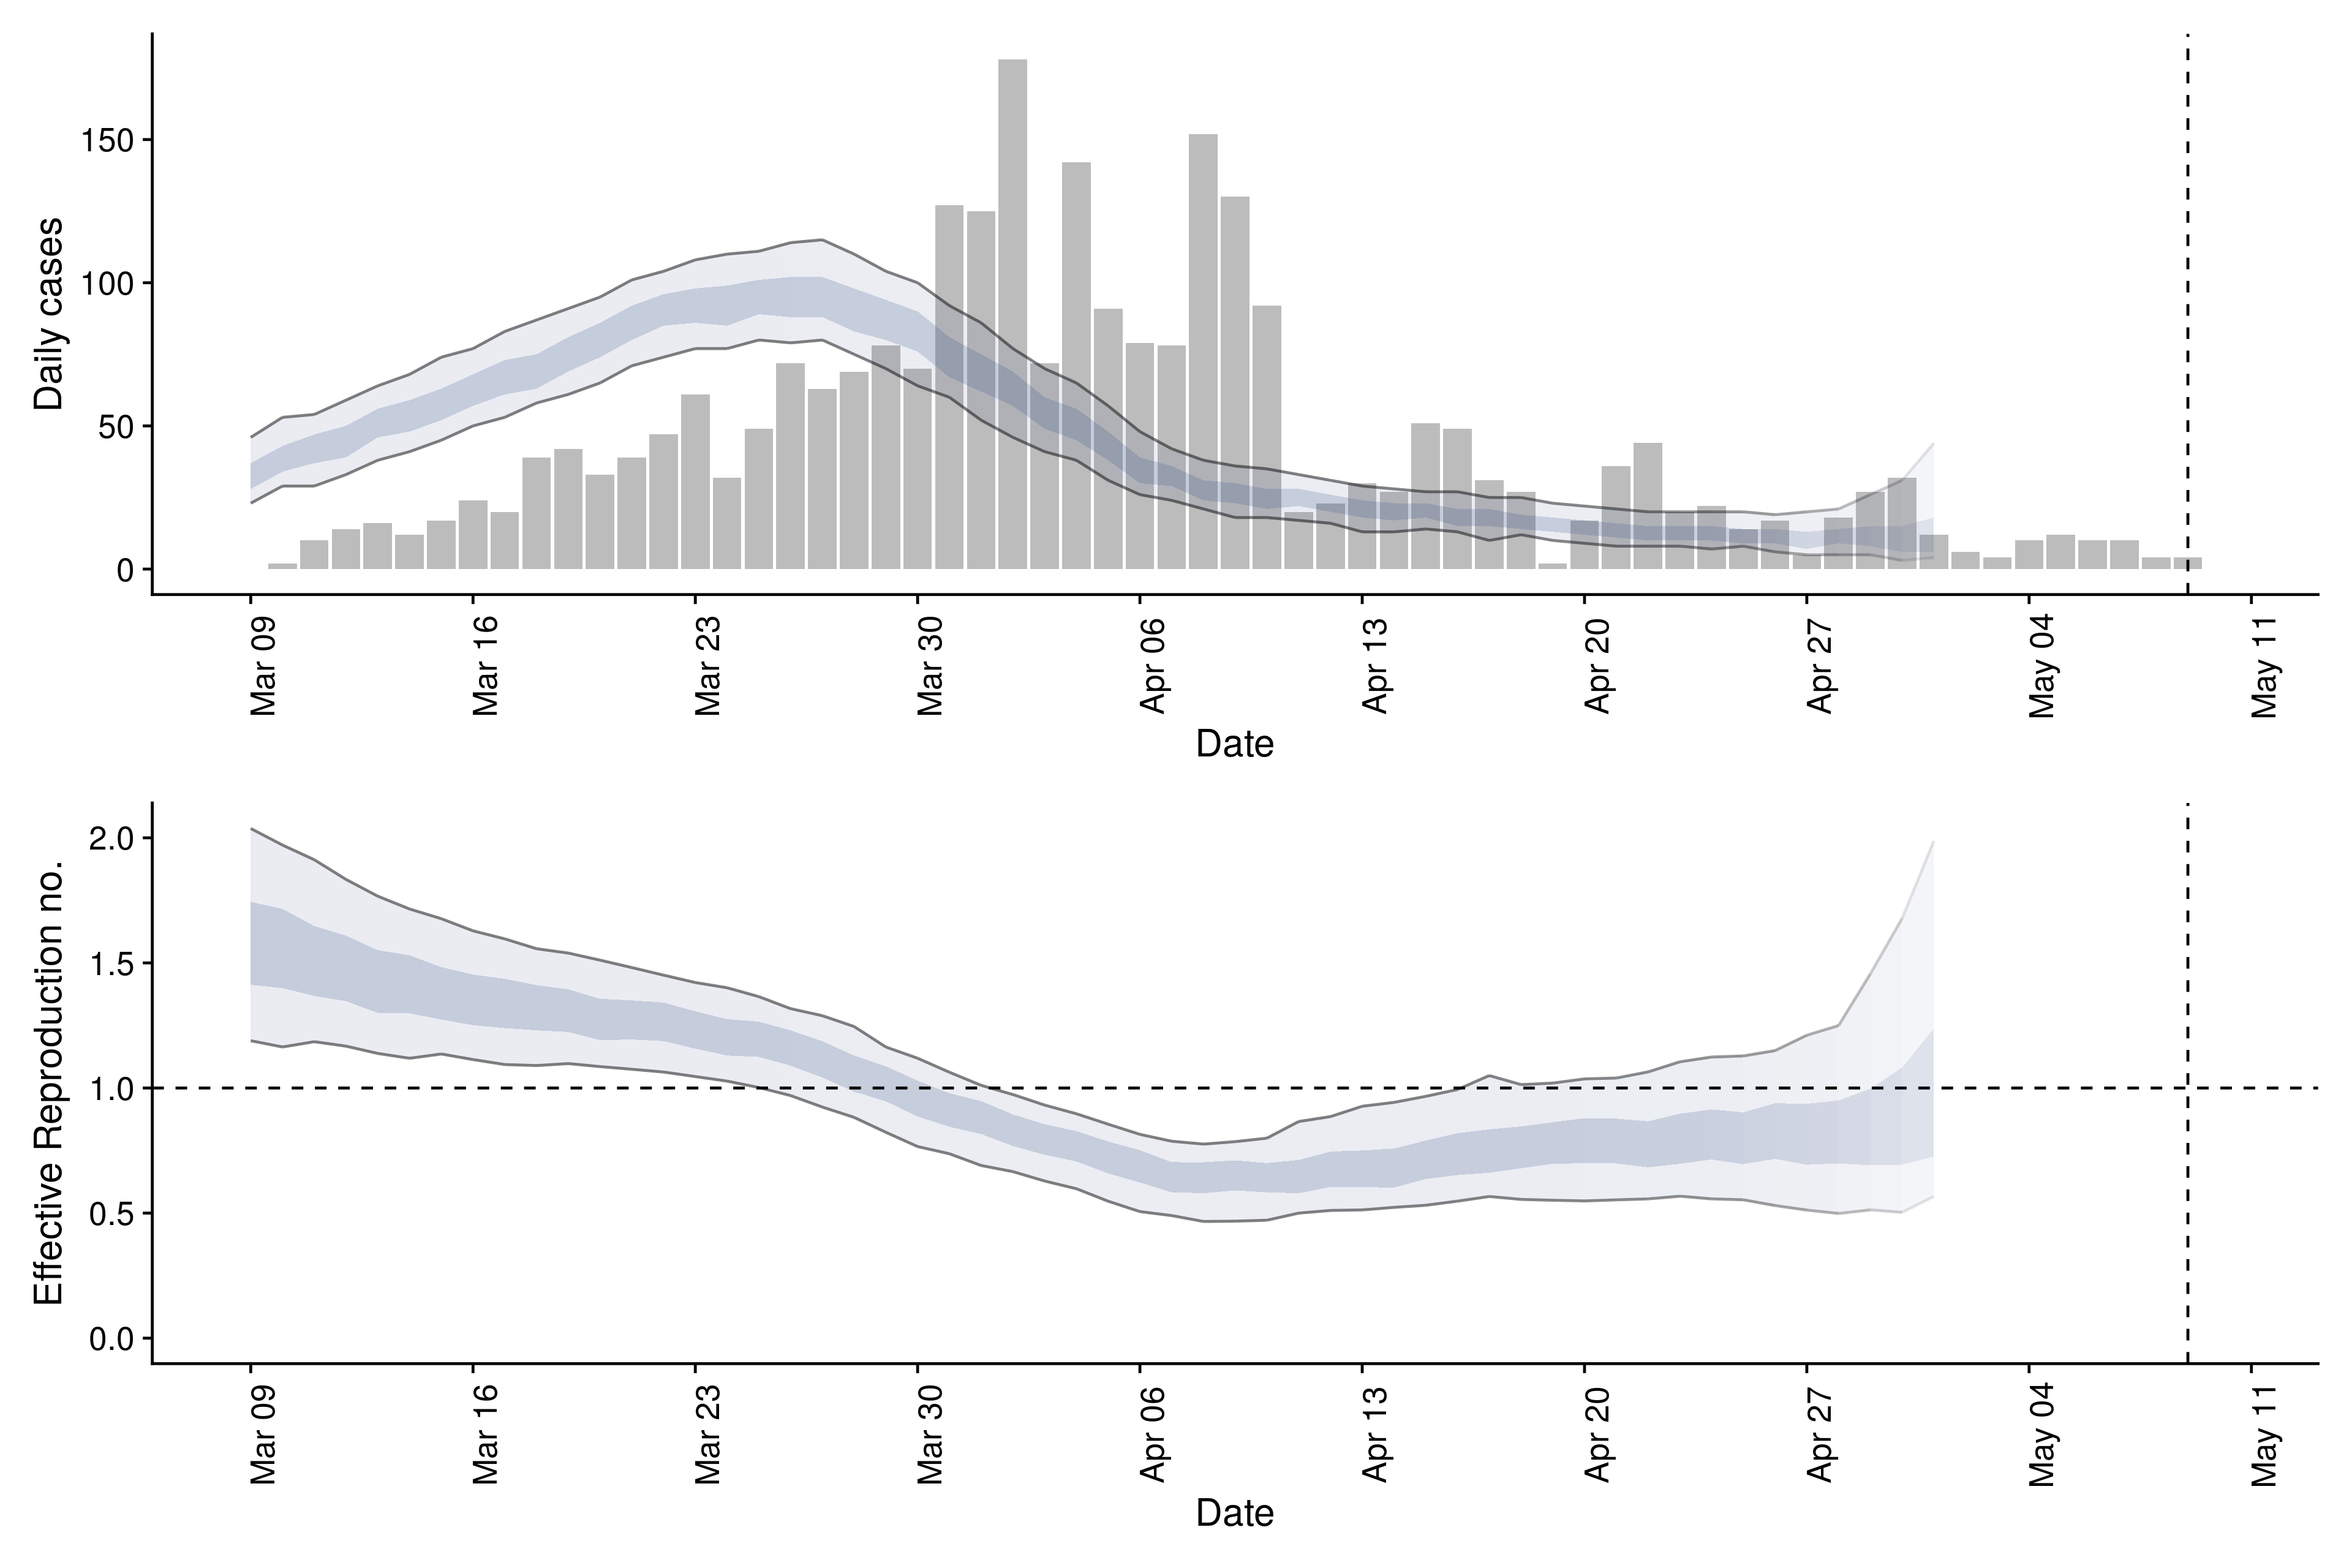 Daily cases
150
100
50
0
Mar 09
Mar 16
Mar 23
Mar 30
Apr 06
Apr 13
Apr 20
Apr 27
May 04
May 11
Date
Effective Reproduction no.
2.0
1.5
1.0
0.5
0.0
Mar 09
Mar 16
Mar 23
Mar 30
Apr 06
Apr 13
Apr 20
Apr 27
May 04
May 11
Date